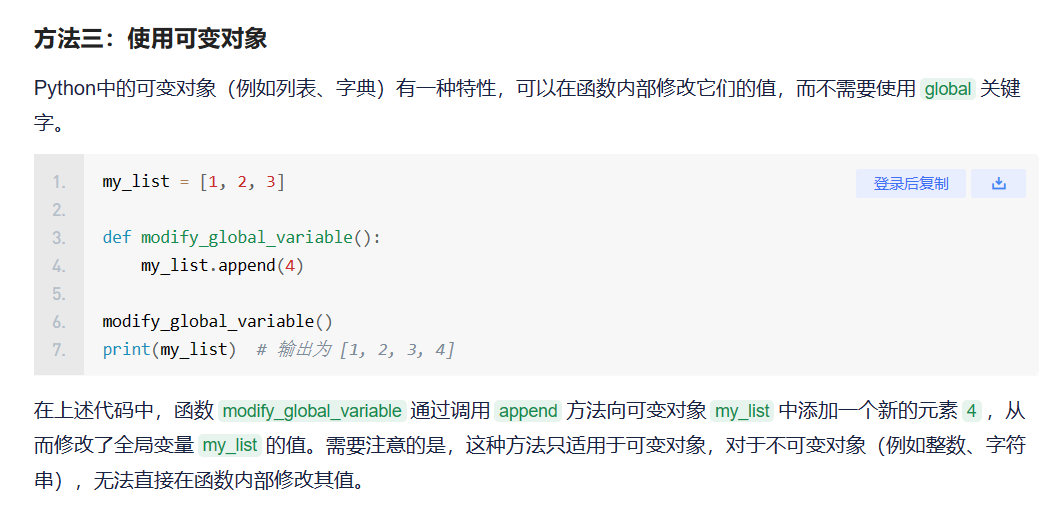 方法三：使用可变对象
Python中的可变对象（例如列表、字典）有一种特性，可以在函数内部修改它们的值，而不需要使用 global 关键
字。
1. my_list = [1, 2, 3]
登录后复制
2.
3. def modify_global_variable():
4.     my_list.append(4)
5.
6. modify_global_variable()
7. print(my_list)  # 输出为 [1, 2, 3, 4]
在上述代码中，函数 modify_global_variable 通过调用 append 方法向可变对象 my_list 中添加一个新的元素 4 ，从
而修改了全局变量 my_list 的值。需要注意的是，这种方法只适用于可变对象，对于不可变对象（例如整数、字符
串），无法直接在函数内部修改其值。